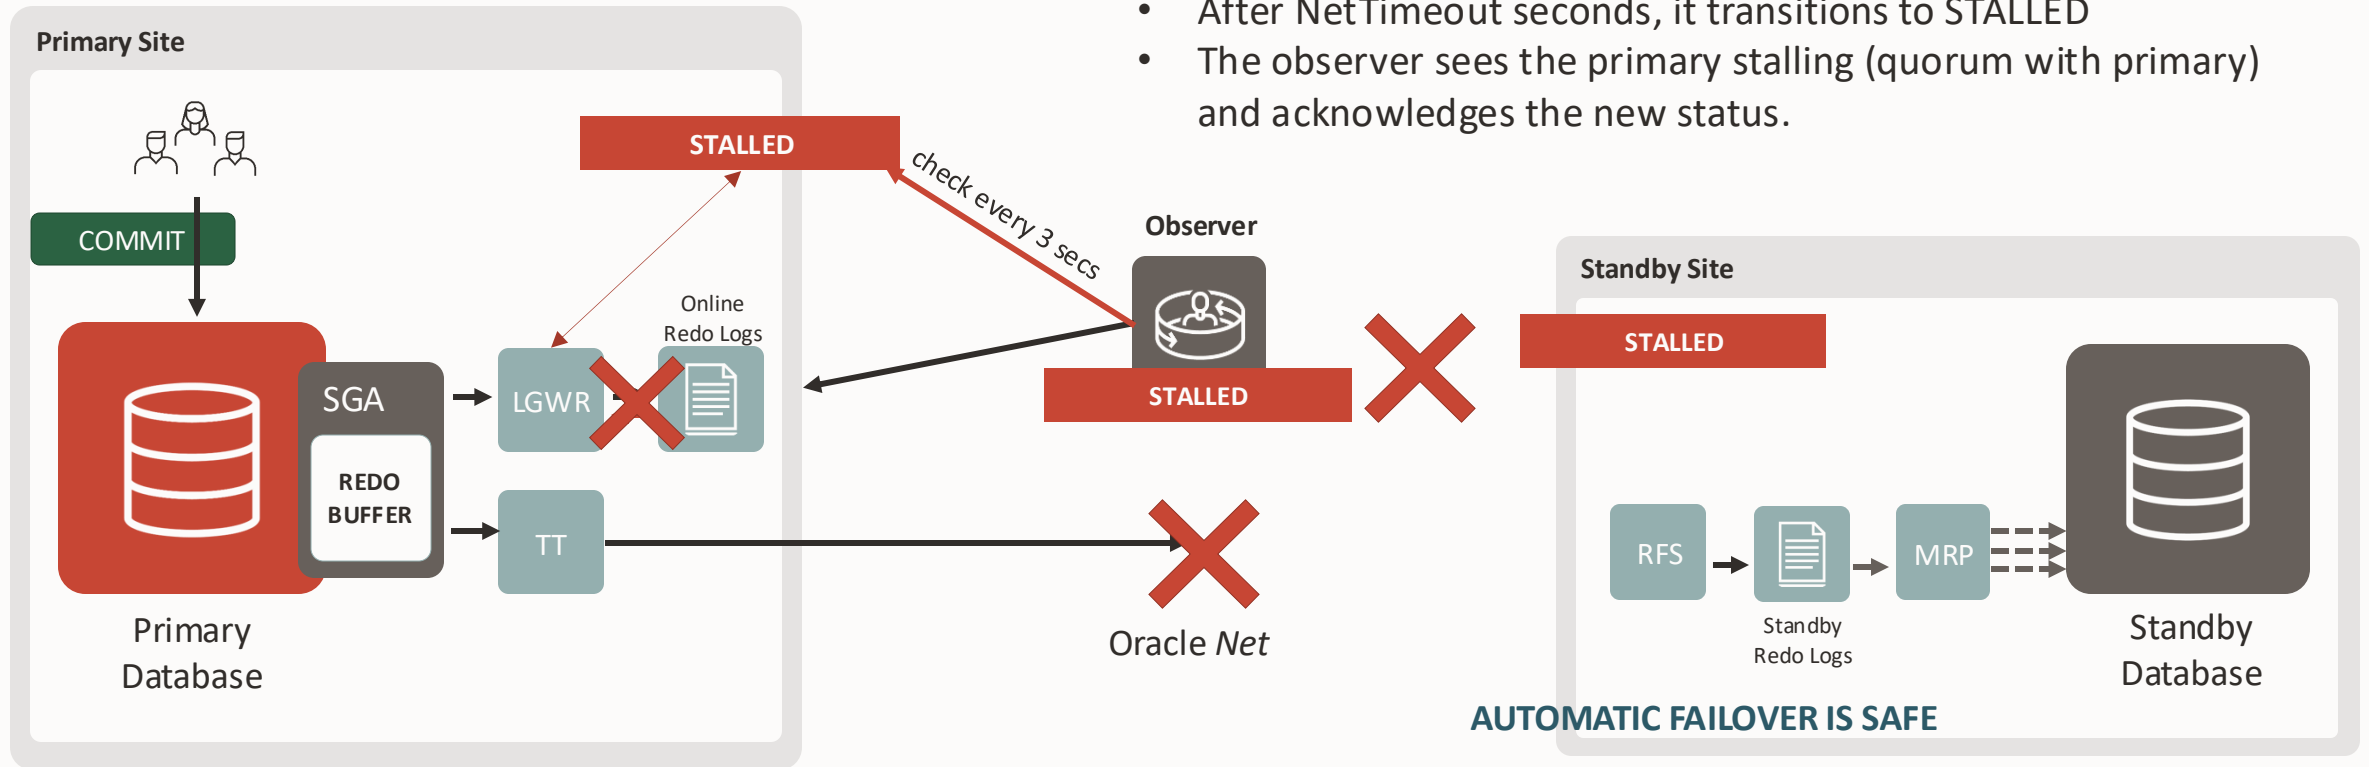 • After NetTimeout seconds, it transitions to STALLED
• The observer sees the primary stalling (quorum with primary)
and acknowledges the new status.
Primary Site
STALLED
check every 3 secs
COMMIT
Observer
Online
Redo Logs
SGA
LGWR
REDO
BUFFER
TT
STALLED
Oracle Net
Primary
Database
Standby Site
STALLED
RFS
MRP
Standby
Redo Logs
Standby
Database
AUTOMATIC FAILOVER IS SAFE